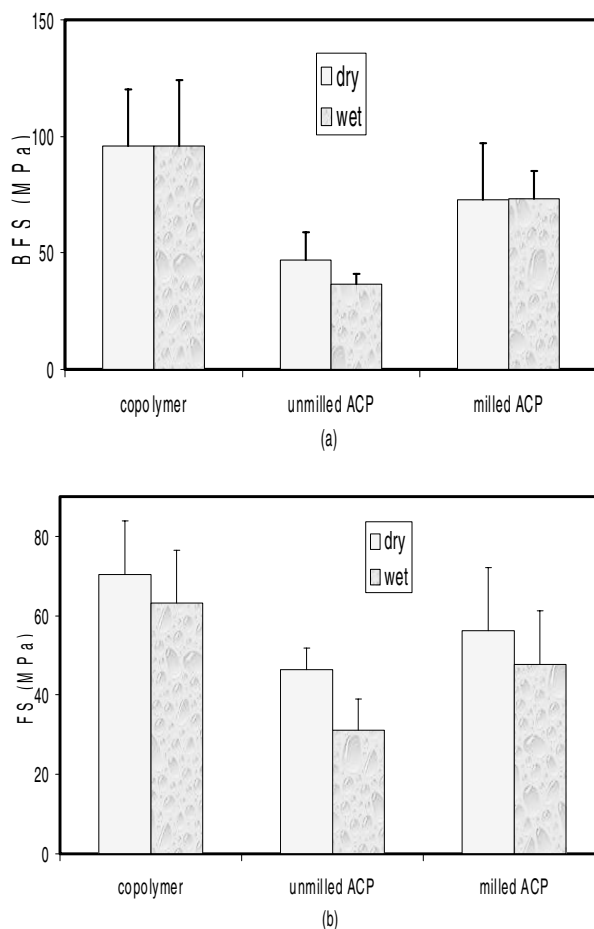 150
100
50
0
BFS (MPa)
dry
wet
copolymer unmilled ACP milled ACP
(a)
80
60
40
20
0
FS (MPa)
dry
wet
copolymer unmilled ACP milled ACP
(b)